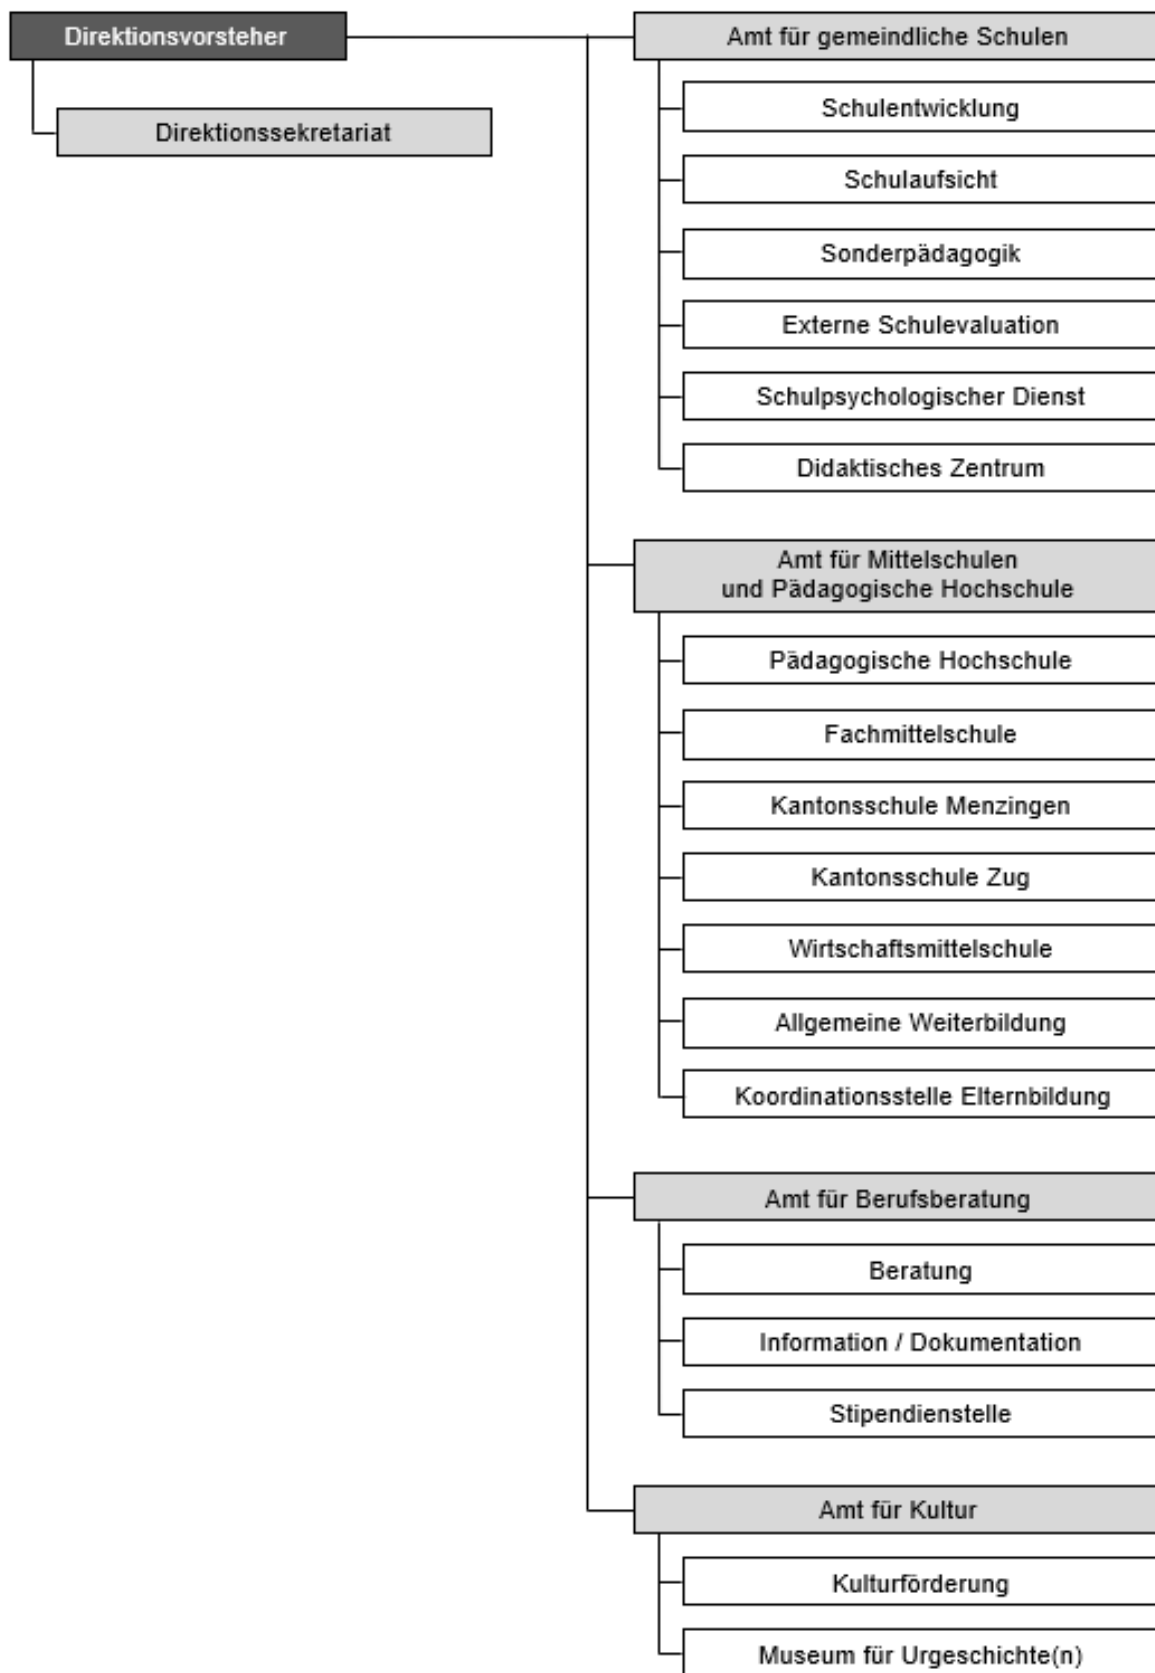 Direktionsvorsteher
Direktionssekretariat
Amt für gemeindliche Schulen
Schulentwicklung
Schulaufsicht
Sonderpädagogik
Externe Schulevaluation
Schulpsychologischer Dienst
Didaktisches Zentrum
Amt für Mittelschulen
und Pädagogische Hochschule
Pädagogische Hochschule
Fachmittelschule
Kantonsschule Menzingen
Kantonsschule Zug
Wirtschaftsmittelschule
Allgemeine Weiterbildung
Koordinationsstelle Elternbildung
Amt für Berufsberatung
Beratung
Information / Dokumentation
Stipendienstelle
Amt für Kultur
Kulturförderung
Museum für Urgeschichte(n)